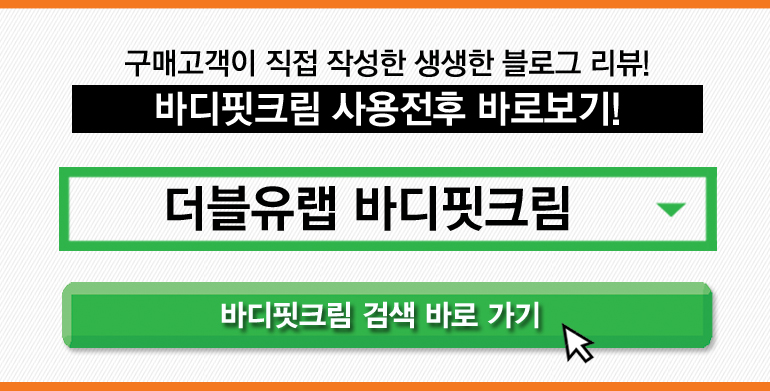 구매고객이 직접 작성한 생생한 블로그 리뷰!
바디핏크림 사용전후 바로보기!
더블유랩 바디핏크림
바디핏크림 검색 바로 가기